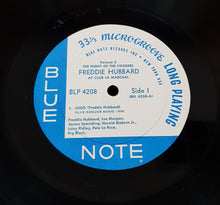 33⅓ MICROGROOVE LONG PLAYING
BLUE NOTE RECORDS INC • NEW YORK USA
Volume 2
THE NIGHT OF THE COOKERS
FREDDIE HUBBARD
AT CLUB LA MARCHAL
BLP 4208
Side 1
1. JODO (Freddie Hubbard)
Freddie Hubbard, Lee Morgan,
James Spaulding, Harold Mabern Jr.,
Larry Ridley, Pete La Roca,
Big Black.
BLUE
NOTE